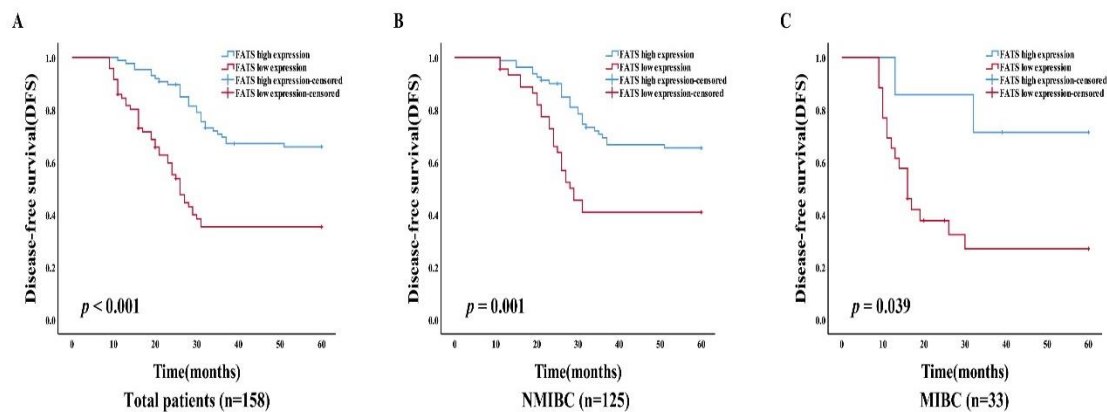 A
Disease-free survival(DFS)
1.0
0.8
0.6
0.4
0.2
0.0
FATS high expression
FATS low expression
FATS high expression-censored
FATS low expression-censored
p < 0.001
0 10 20 30 40 50 60
Time(months)
Total patients (n=158)
B
Disease-free survival(DFS)
1.0
0.8
0.6
0.4
0.2
0.0
FATS high expression
FATS low expression
FATS high expression-censored
FATS low expression-censored
p = 0.001
0 10 20 30 40 50 60
Time(months)
NMIBC (n=125)
C
Disease-free survival(DFS)
1.0
0.8
0.6
0.4
0.2
0.0
FATS high expression
FATS low expression
FATS high expression-censored
FATS low expression-censored
p = 0.039
0 10 20 30 40 50 60
Time(months)
MIBC (n=33)